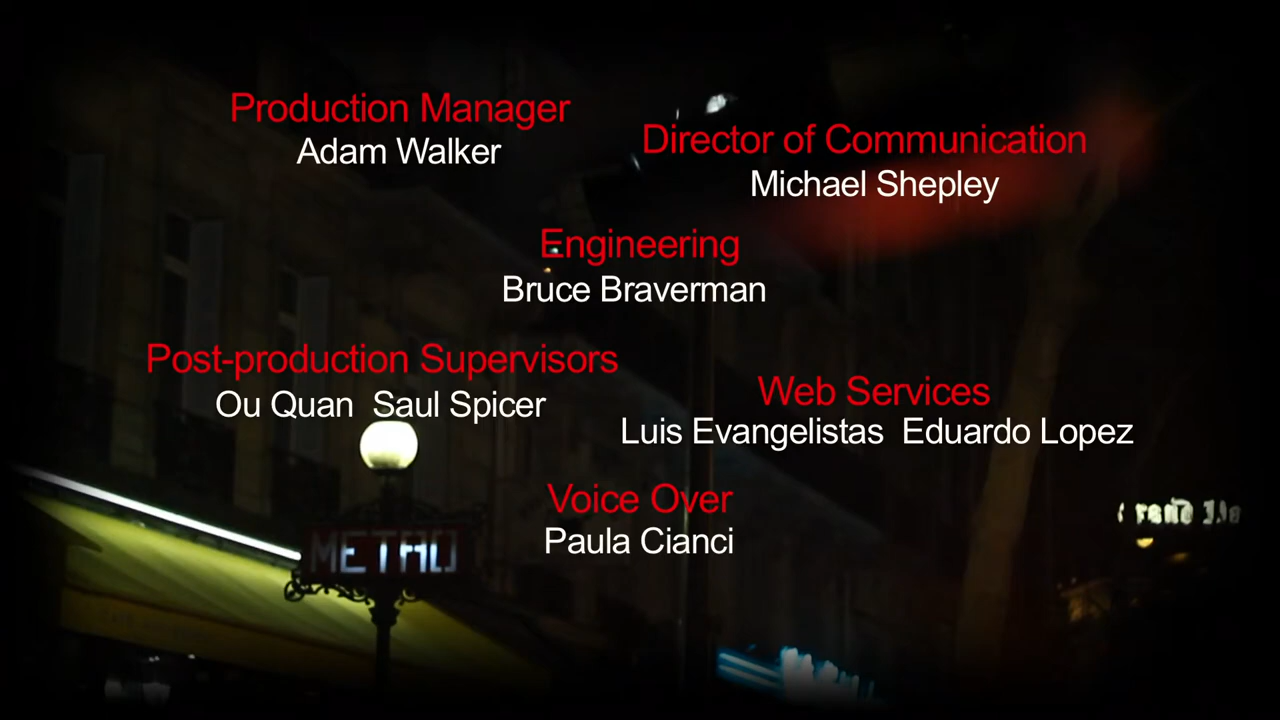 Production Manager
Adam Walker
Director of Communication
Michael Shepley
Engineering
Bruce Braverman
Post-production Supervisors
Ou Quan  Saul Spicer
Web Services
Luis Evangelistas  Eduardo Lopez
Voice Over
Paula Cianci
METRO